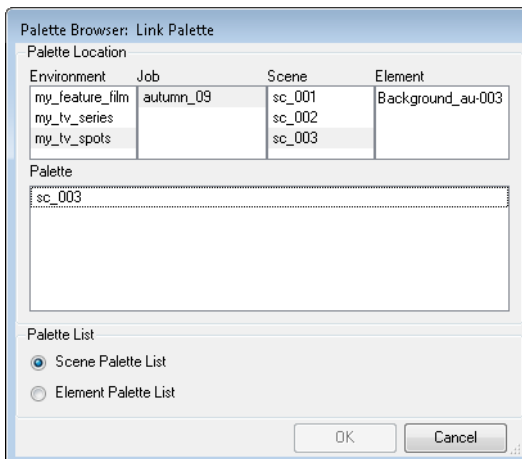 Palette Browser: Link Palette
Palette Location
Environment Job Scene Element
my_feature_film autumn_09 sc_001 Background_au-003
my_tv_series sc_002
my_tv_spots sc_003
Palette
sc_003
Palette List
Scene Palette List
Element Palette List
OK Cancel